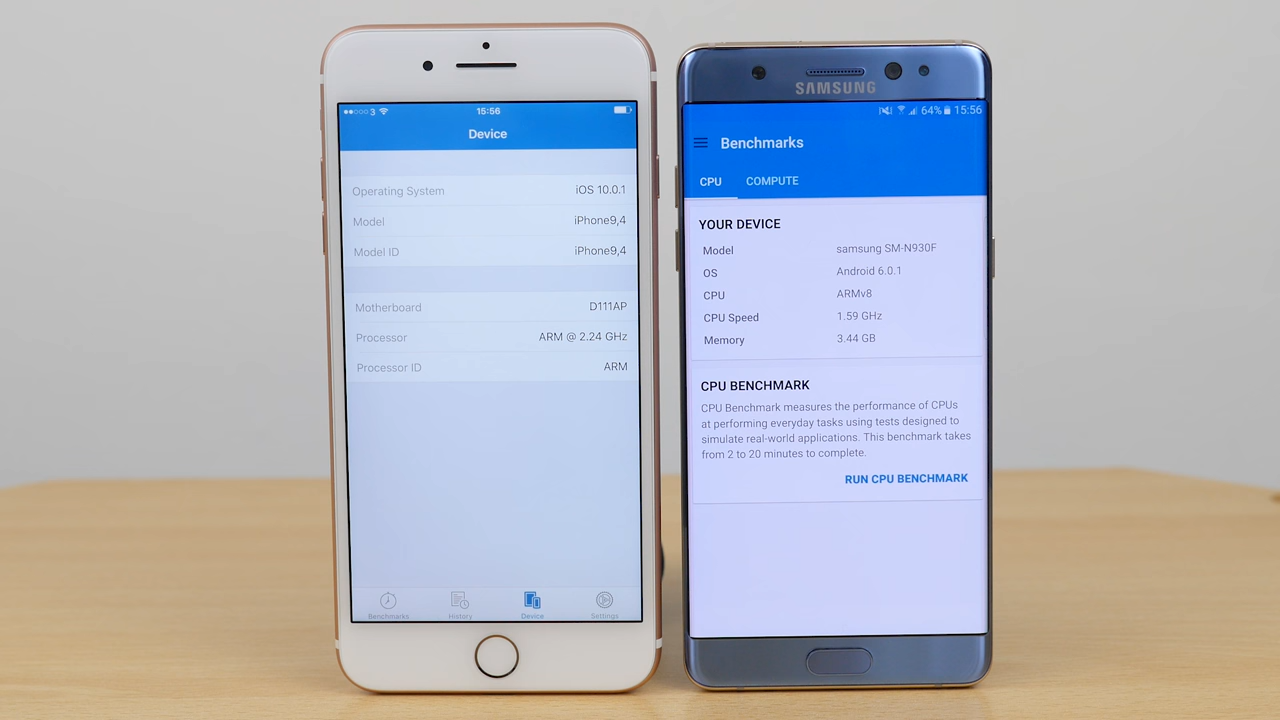 3 15:56
Device
Operating System iOS 10.0.1
Model iPhone9,4
Model ID iPhone9,4
Motherboard D111AP
Processor ARM @ 2.24 GHz
Processor ID ARM
Benchmarks History Device Settings
SAMSUNG
64% 15:56
Benchmarks
CPU COMPUTE
YOUR DEVICE
Model samsung SM-N930F
OS Android 6.0.1
CPU ARMv8
CPU Speed 1.59 GHz
Memory 3.44 GB
CPU BENCHMARK
CPU Benchmark measures the performance of CPUs
at performing everyday tasks using tests designed to
simulate real-world applications. This benchmark takes
from 2 to 20 minutes to complete.
RUN CPU BENCHMARK